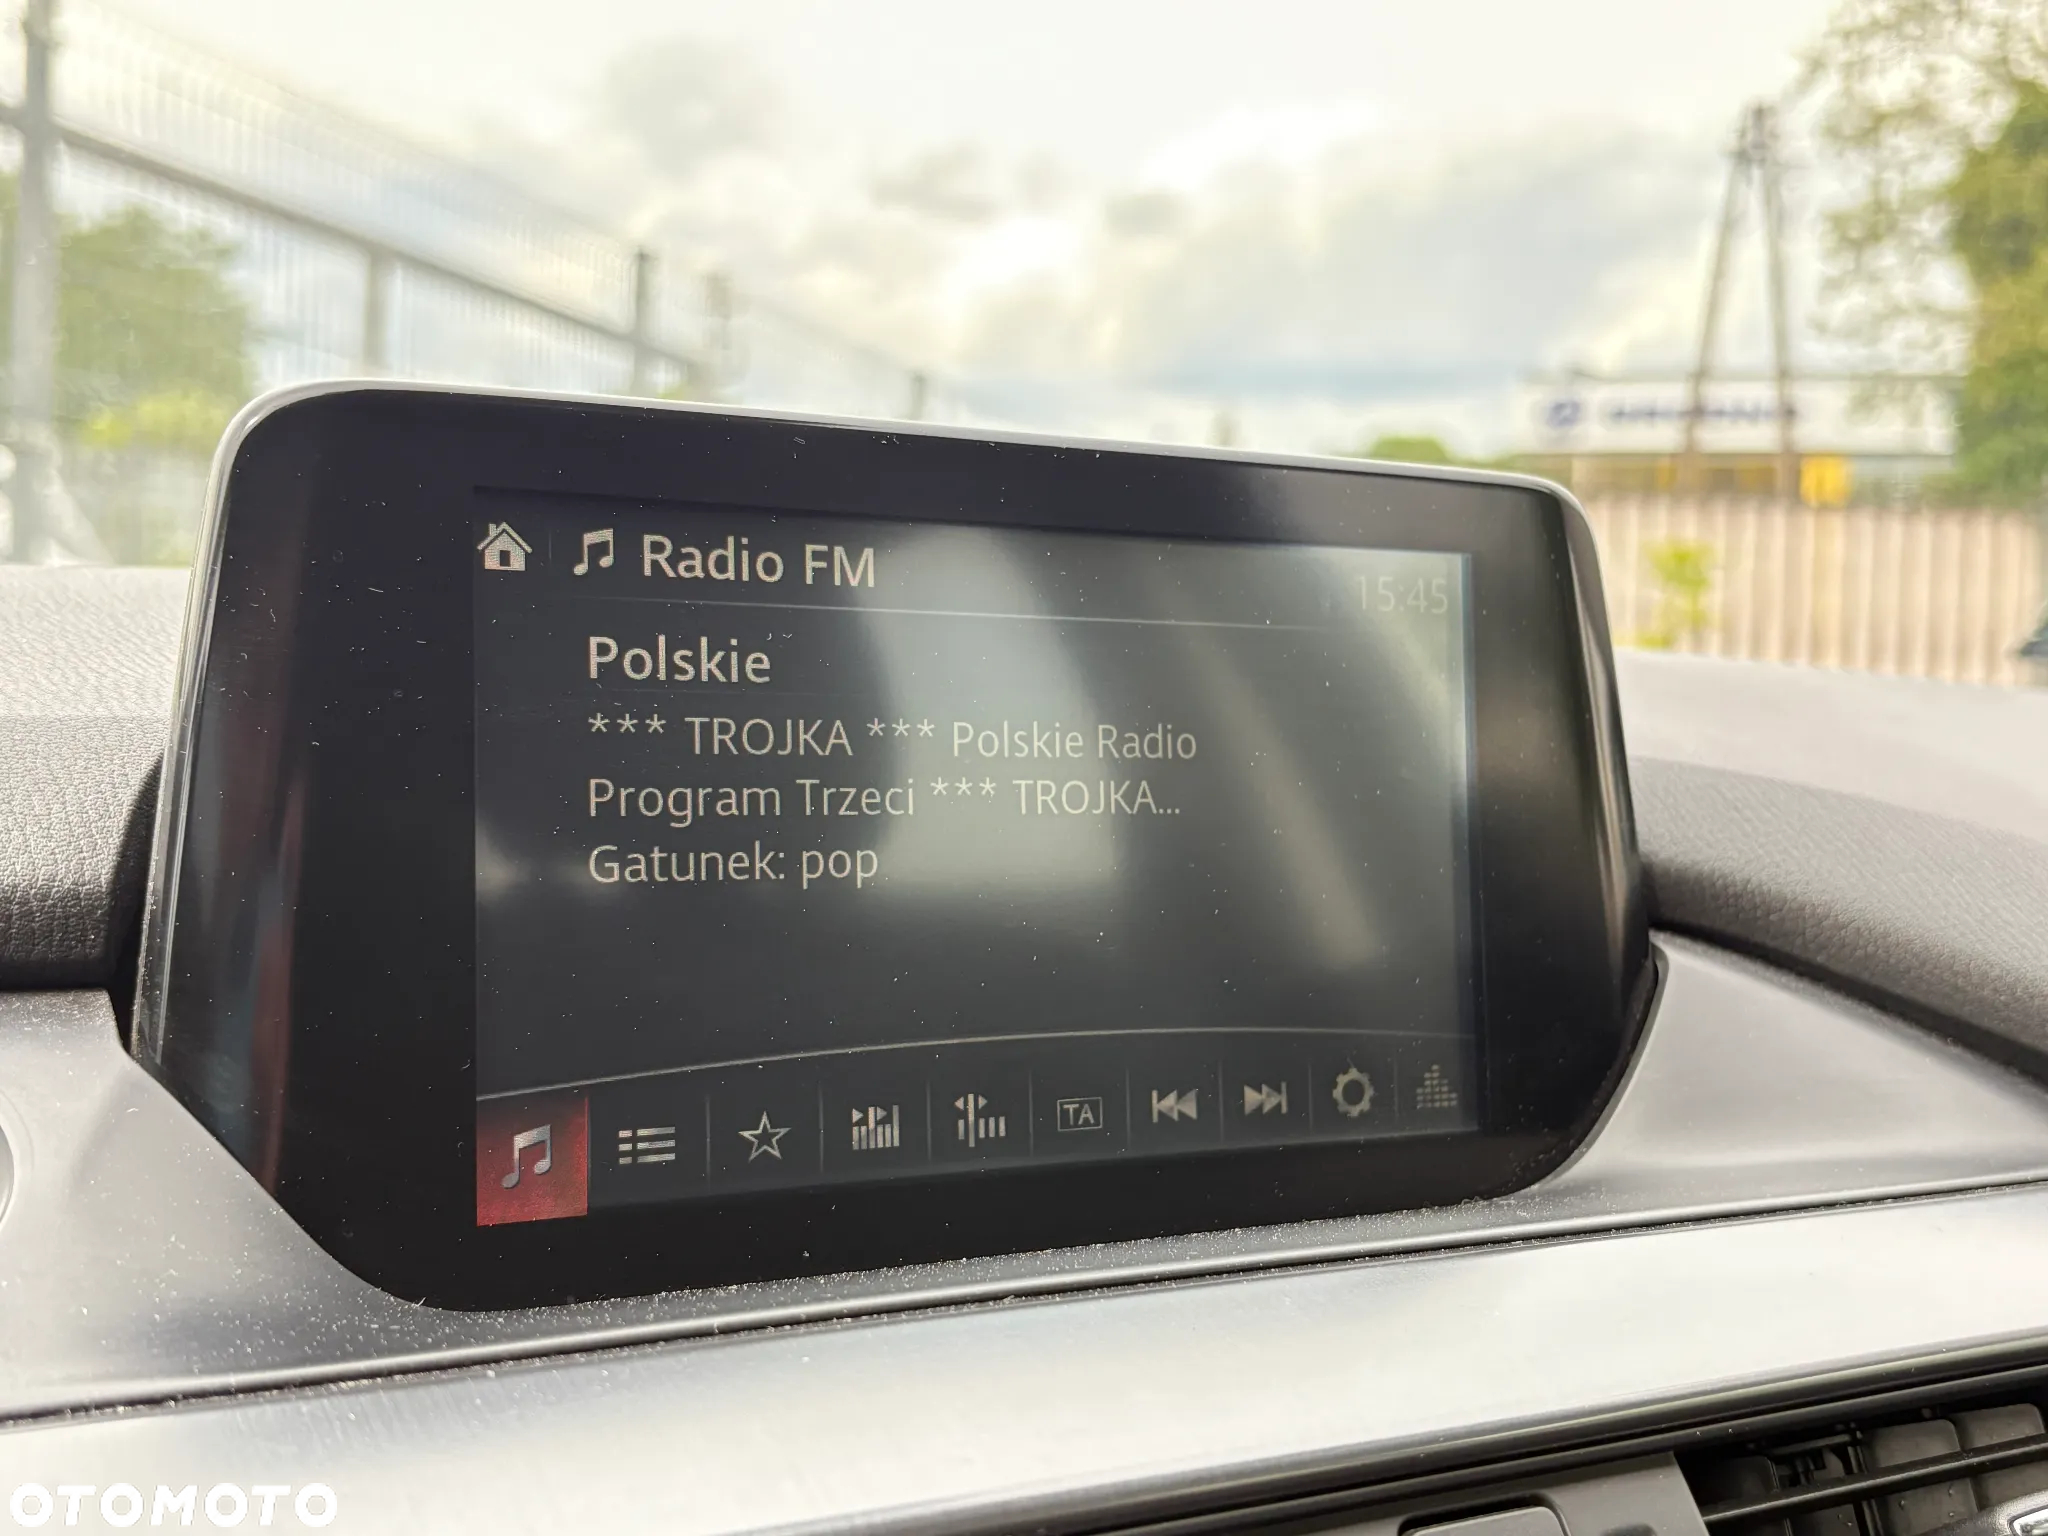 Radio FM
15:45
Polskie
*** TROJKA *** Polskie Radio
Program Trzeci *** TROJKA...
Gatunek: pop
TA
OTOMOTO